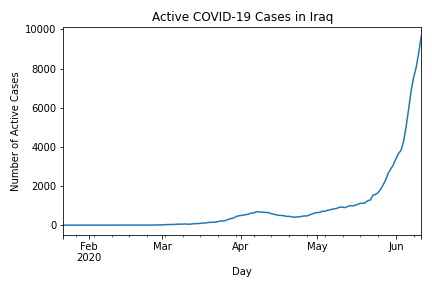 Active COVID-19 Cases in Iraq
10000
8000
6000
4000
2000
0
Number of Active Cases
Feb
2020
Mar
Apr
May
Jun
Day